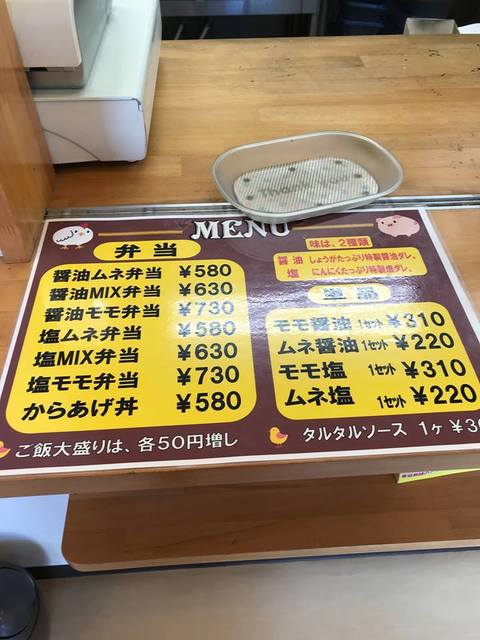 Thank you
MENU
弁当
醤油ムネ弁当 ¥580
醤油MIX弁当 ¥630
醤油モモ弁当 ¥730
塩ムネ弁当 ¥580
塩MIX弁当 ¥630
塩モモ弁当 ¥730
からあげ丼 ¥580
ご飯大盛りは、各50円増し
味は、2種類
醤油 しょうがたっぷり特製醤油ダレ。
塩 にんにくたっぷり特製塩ダレ。
単品
モモ醤油 1セット ¥310
ムネ醤油 1セット ¥220
モモ塩 1セット ¥310
ムネ塩 1セット ¥220
タルタルソース 1ヶ ¥30